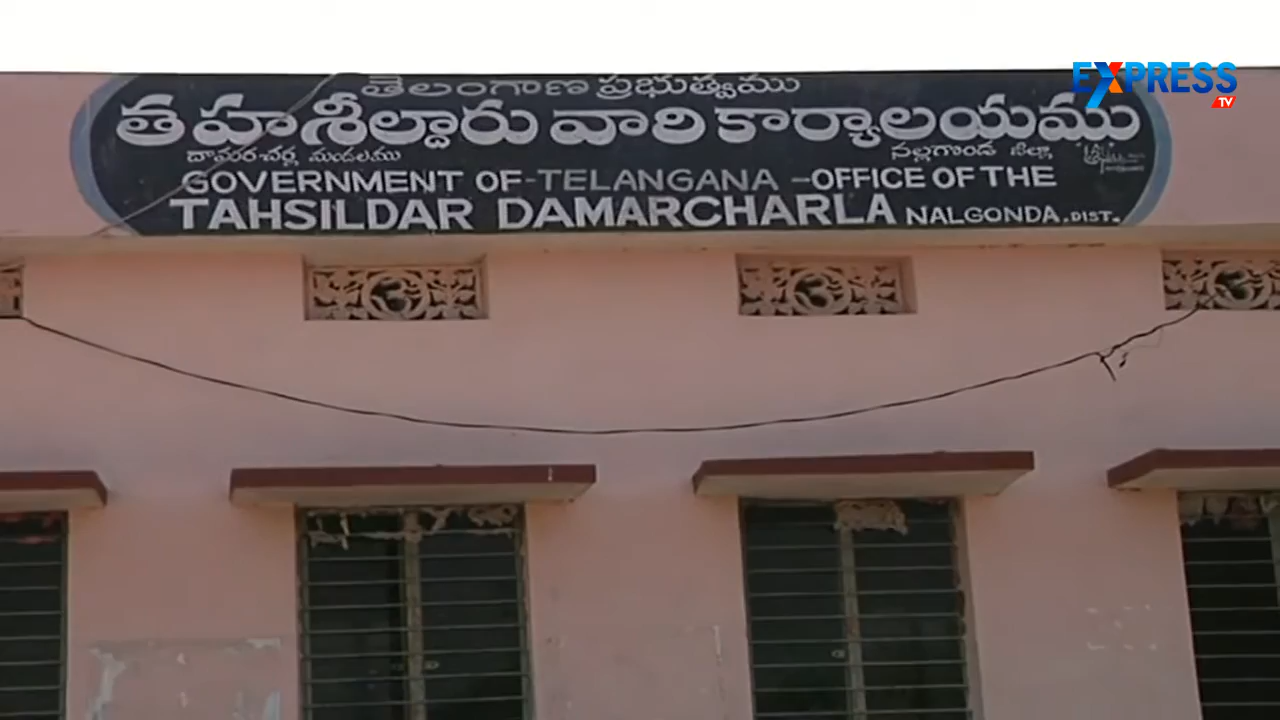 EXPRESS TV
తెలంగాణ ప్రభుత్వము
తహశీల్దారు వారి కార్యాలయము
దామరచర్ల మండలము నల్లగొండ జిల్లా
GOVERNMENT OF-TELANGANA -OFFICE OF THE
TAHSILDAR DAMARCHARLA NALGONDA.DIST.